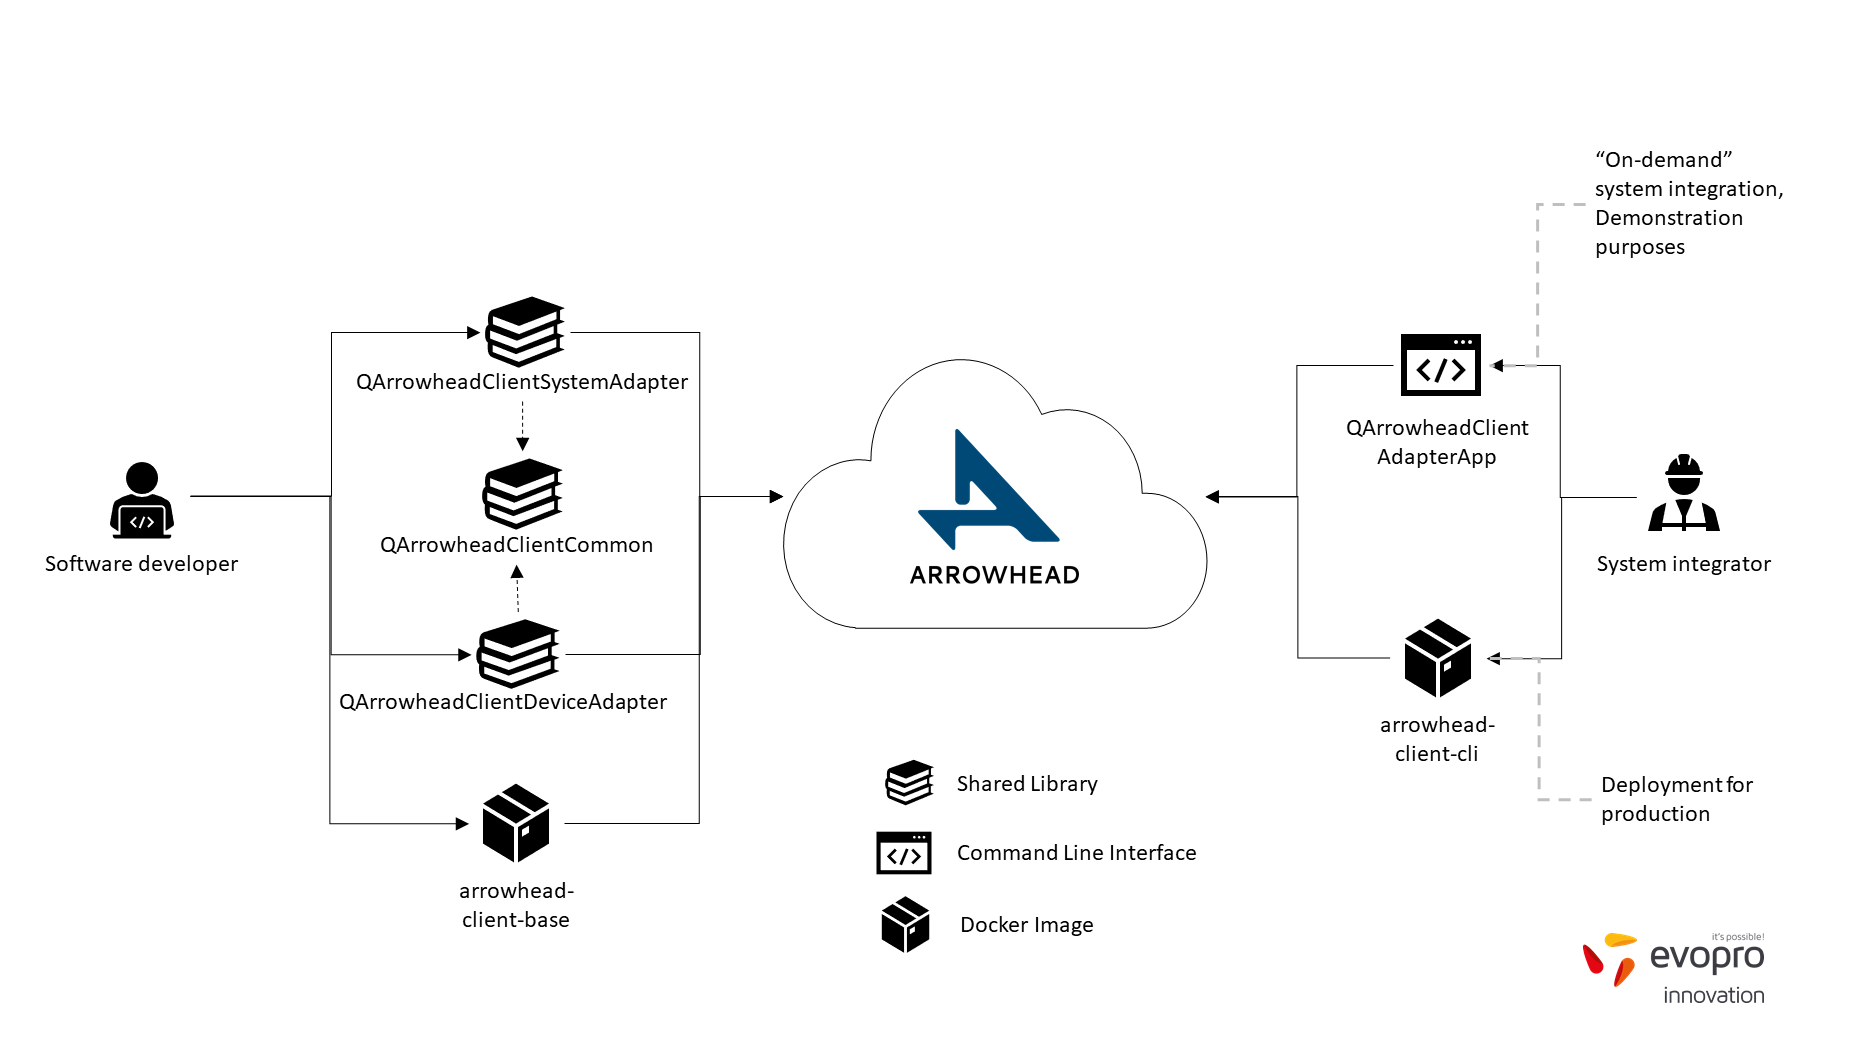 “On-demand”
system integration,
Demonstration
purposes
QArrowheadClientSystemAdapter
QArrowheadClient
AdapterApp
QArrowheadClientCommon
Software developer
System integrator
ARROWHEAD
QArrowheadClientDeviceAdapter
arrowhead-
client-cli
Shared Library
Deployment for
production
Command Line Interface
arrowhead-
client-base
Docker Image
it's possible!
evopro
innovation